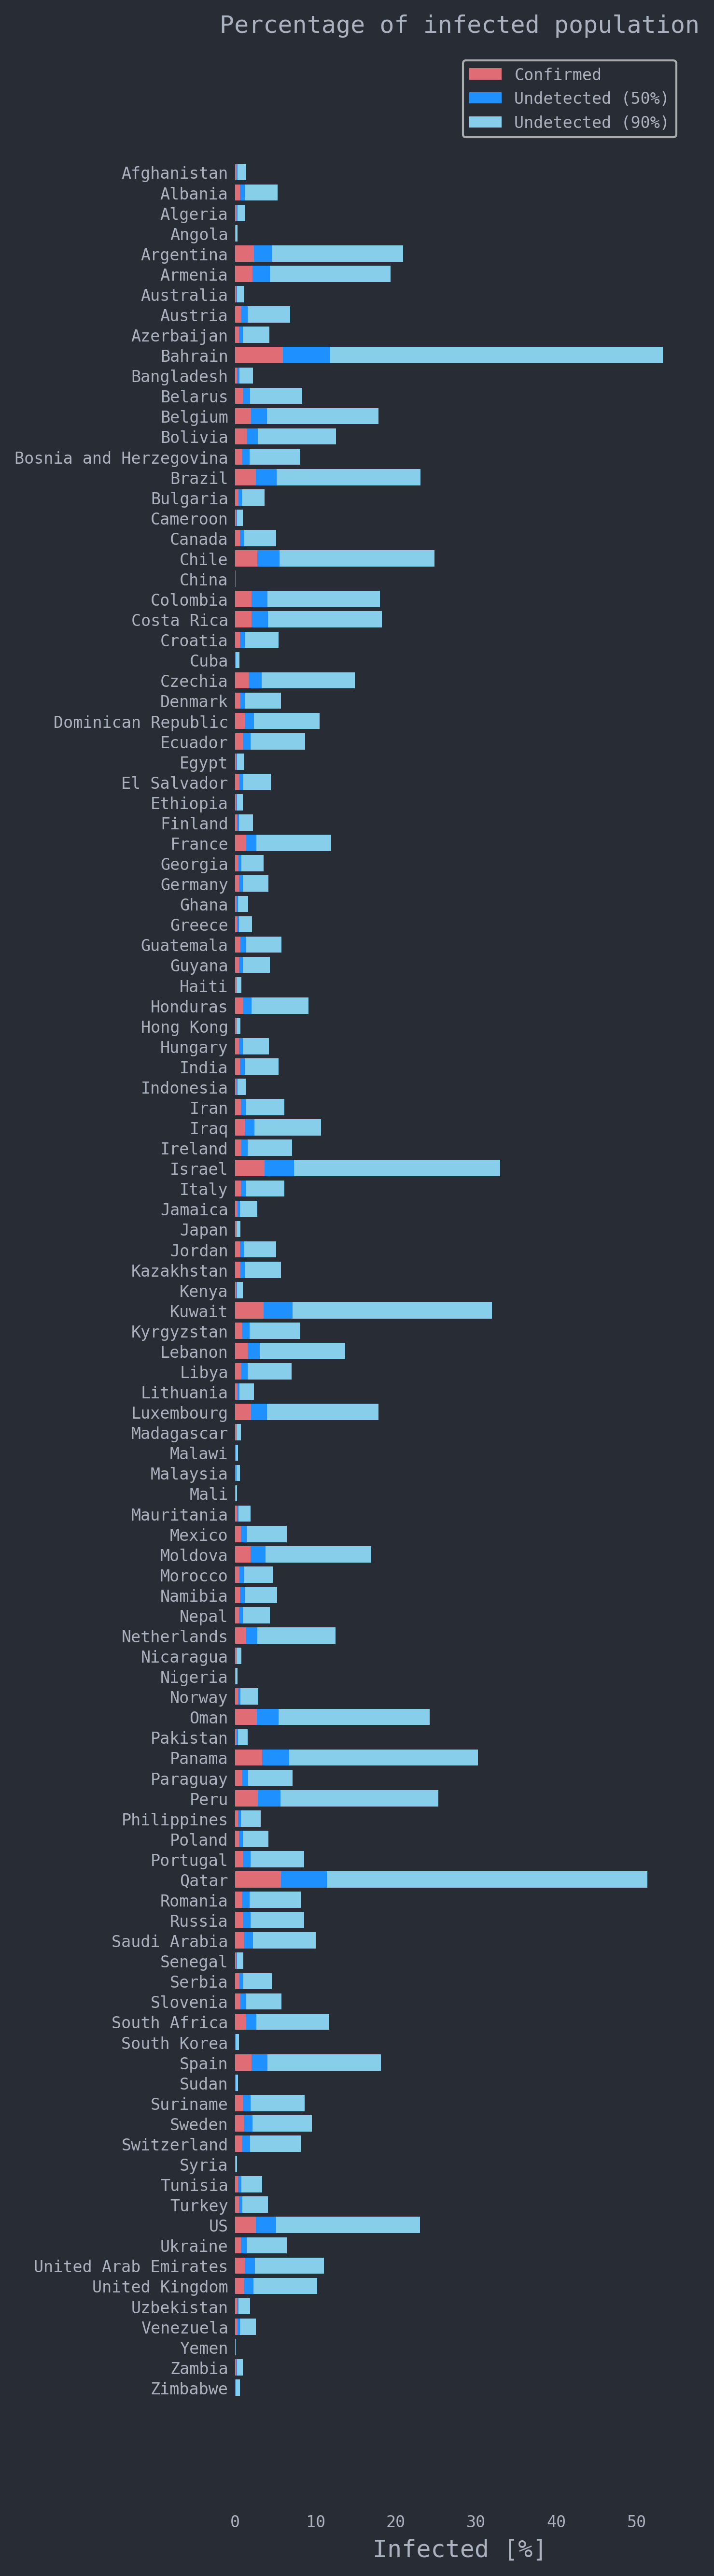 Percentage of infected population
Confirmed
Undetected (50%)
Undetected (90%)
Afghanistan
Albania
Algeria
Angola
Argentina
Armenia
Australia
Austria
Azerbaijan
Bahrain
Bangladesh
Belarus
Belgium
Bolivia
Bosnia and Herzegovina
Brazil
Bulgaria
Cameroon
Canada
Chile
China
Colombia
Costa Rica
Croatia
Cuba
Czechia
Denmark
Dominican Republic
Ecuador
Egypt
El Salvador
Ethiopia
Finland
France
Georgia
Germany
Ghana
Greece
Guatemala
Guyana
Haiti
Honduras
Hong Kong
Hungary
India
Indonesia
Iran
Iraq
Ireland
Israel
Italy
Jamaica
Japan
Jordan
Kazakhstan
Kenya
Kuwait
Kyrgyzstan
Lebanon
Libya
Lithuania
Luxembourg
Madagascar
Malawi
Malaysia
Mali
Mauritania
Mexico
Moldova
Morocco
Namibia
Nepal
Netherlands
Nicaragua
Nigeria
Norway
Oman
Pakistan
Panama
Paraguay
Peru
Philippines
Poland
Portugal
Qatar
Romania
Russia
Saudi Arabia
Senegal
Serbia
Slovenia
South Africa
South Korea
Spain
Sudan
Suriname
Sweden
Switzerland
Syria
Tunisia
Turkey
US
Ukraine
United Arab Emirates
United Kingdom
Uzbekistan
Venezuela
Yemen
Zambia
Zimbabwe
0 10 20 30 40 50
Infected [%]